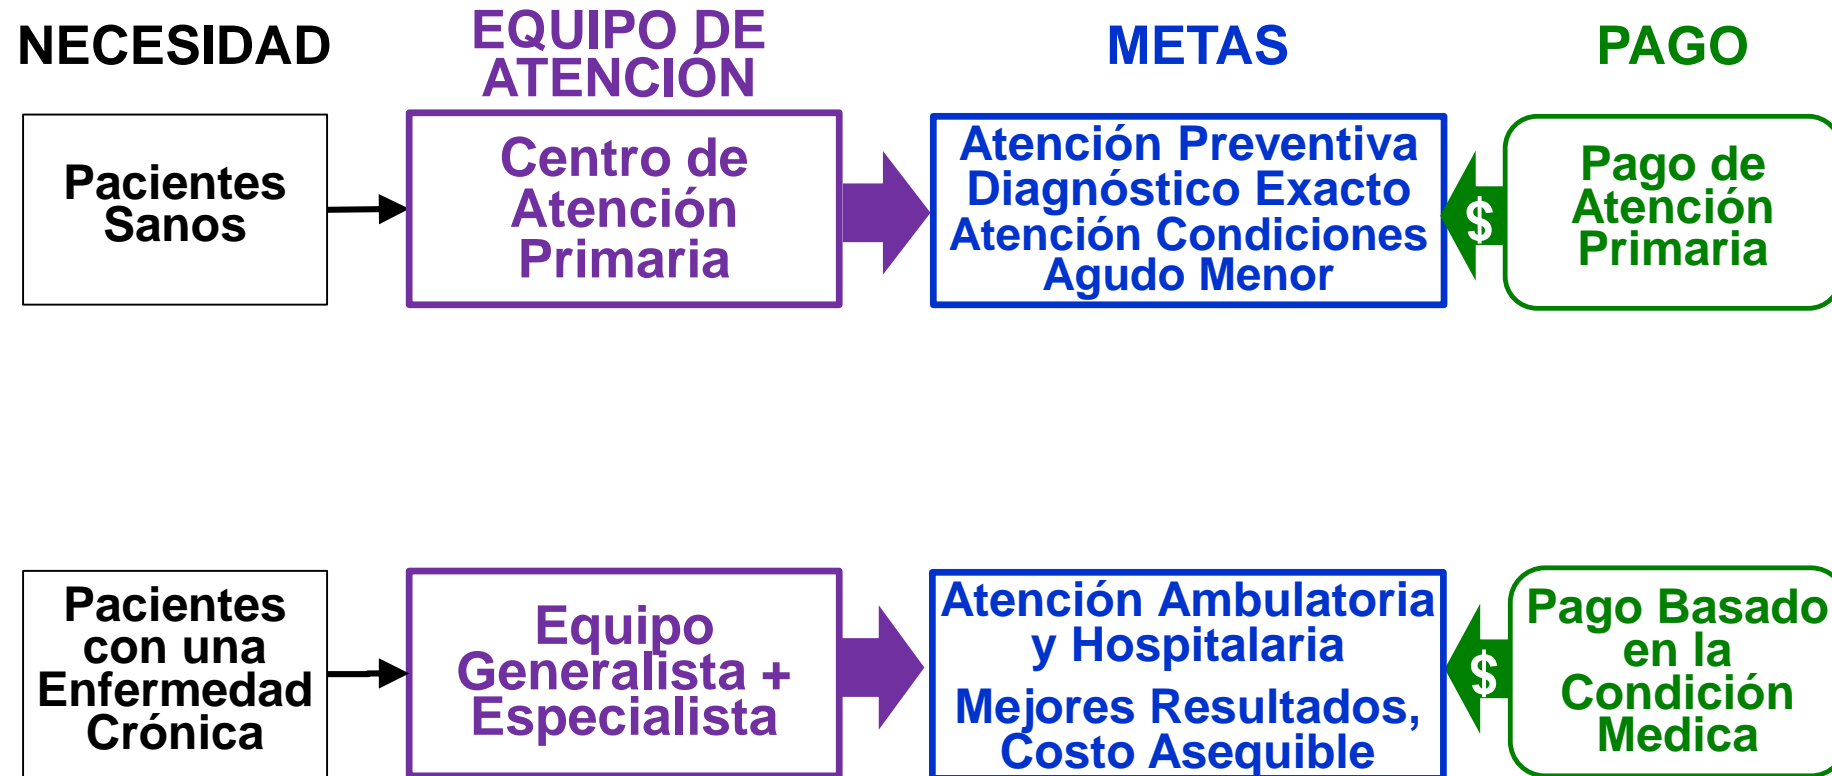 NECESIDAD
EQUIPO DE
ATENCIÓN
METAS
PAGO
Pacientes
Sanos
Centro de
Atención
Primaria
Atención Preventiva
Diagnóstico Exacto
Atención Condiciones
Agudo Menor
$
Pago de
Atención
Primaria
Pacientes
con una
Enfermedad
Crónica
Equipo
Generalista +
Especialista
Atención Ambulatoria
y Hospitalaria
Mejores Resultados,
Costo Asequible
$
Pago Basado
en la
Condición
Medica